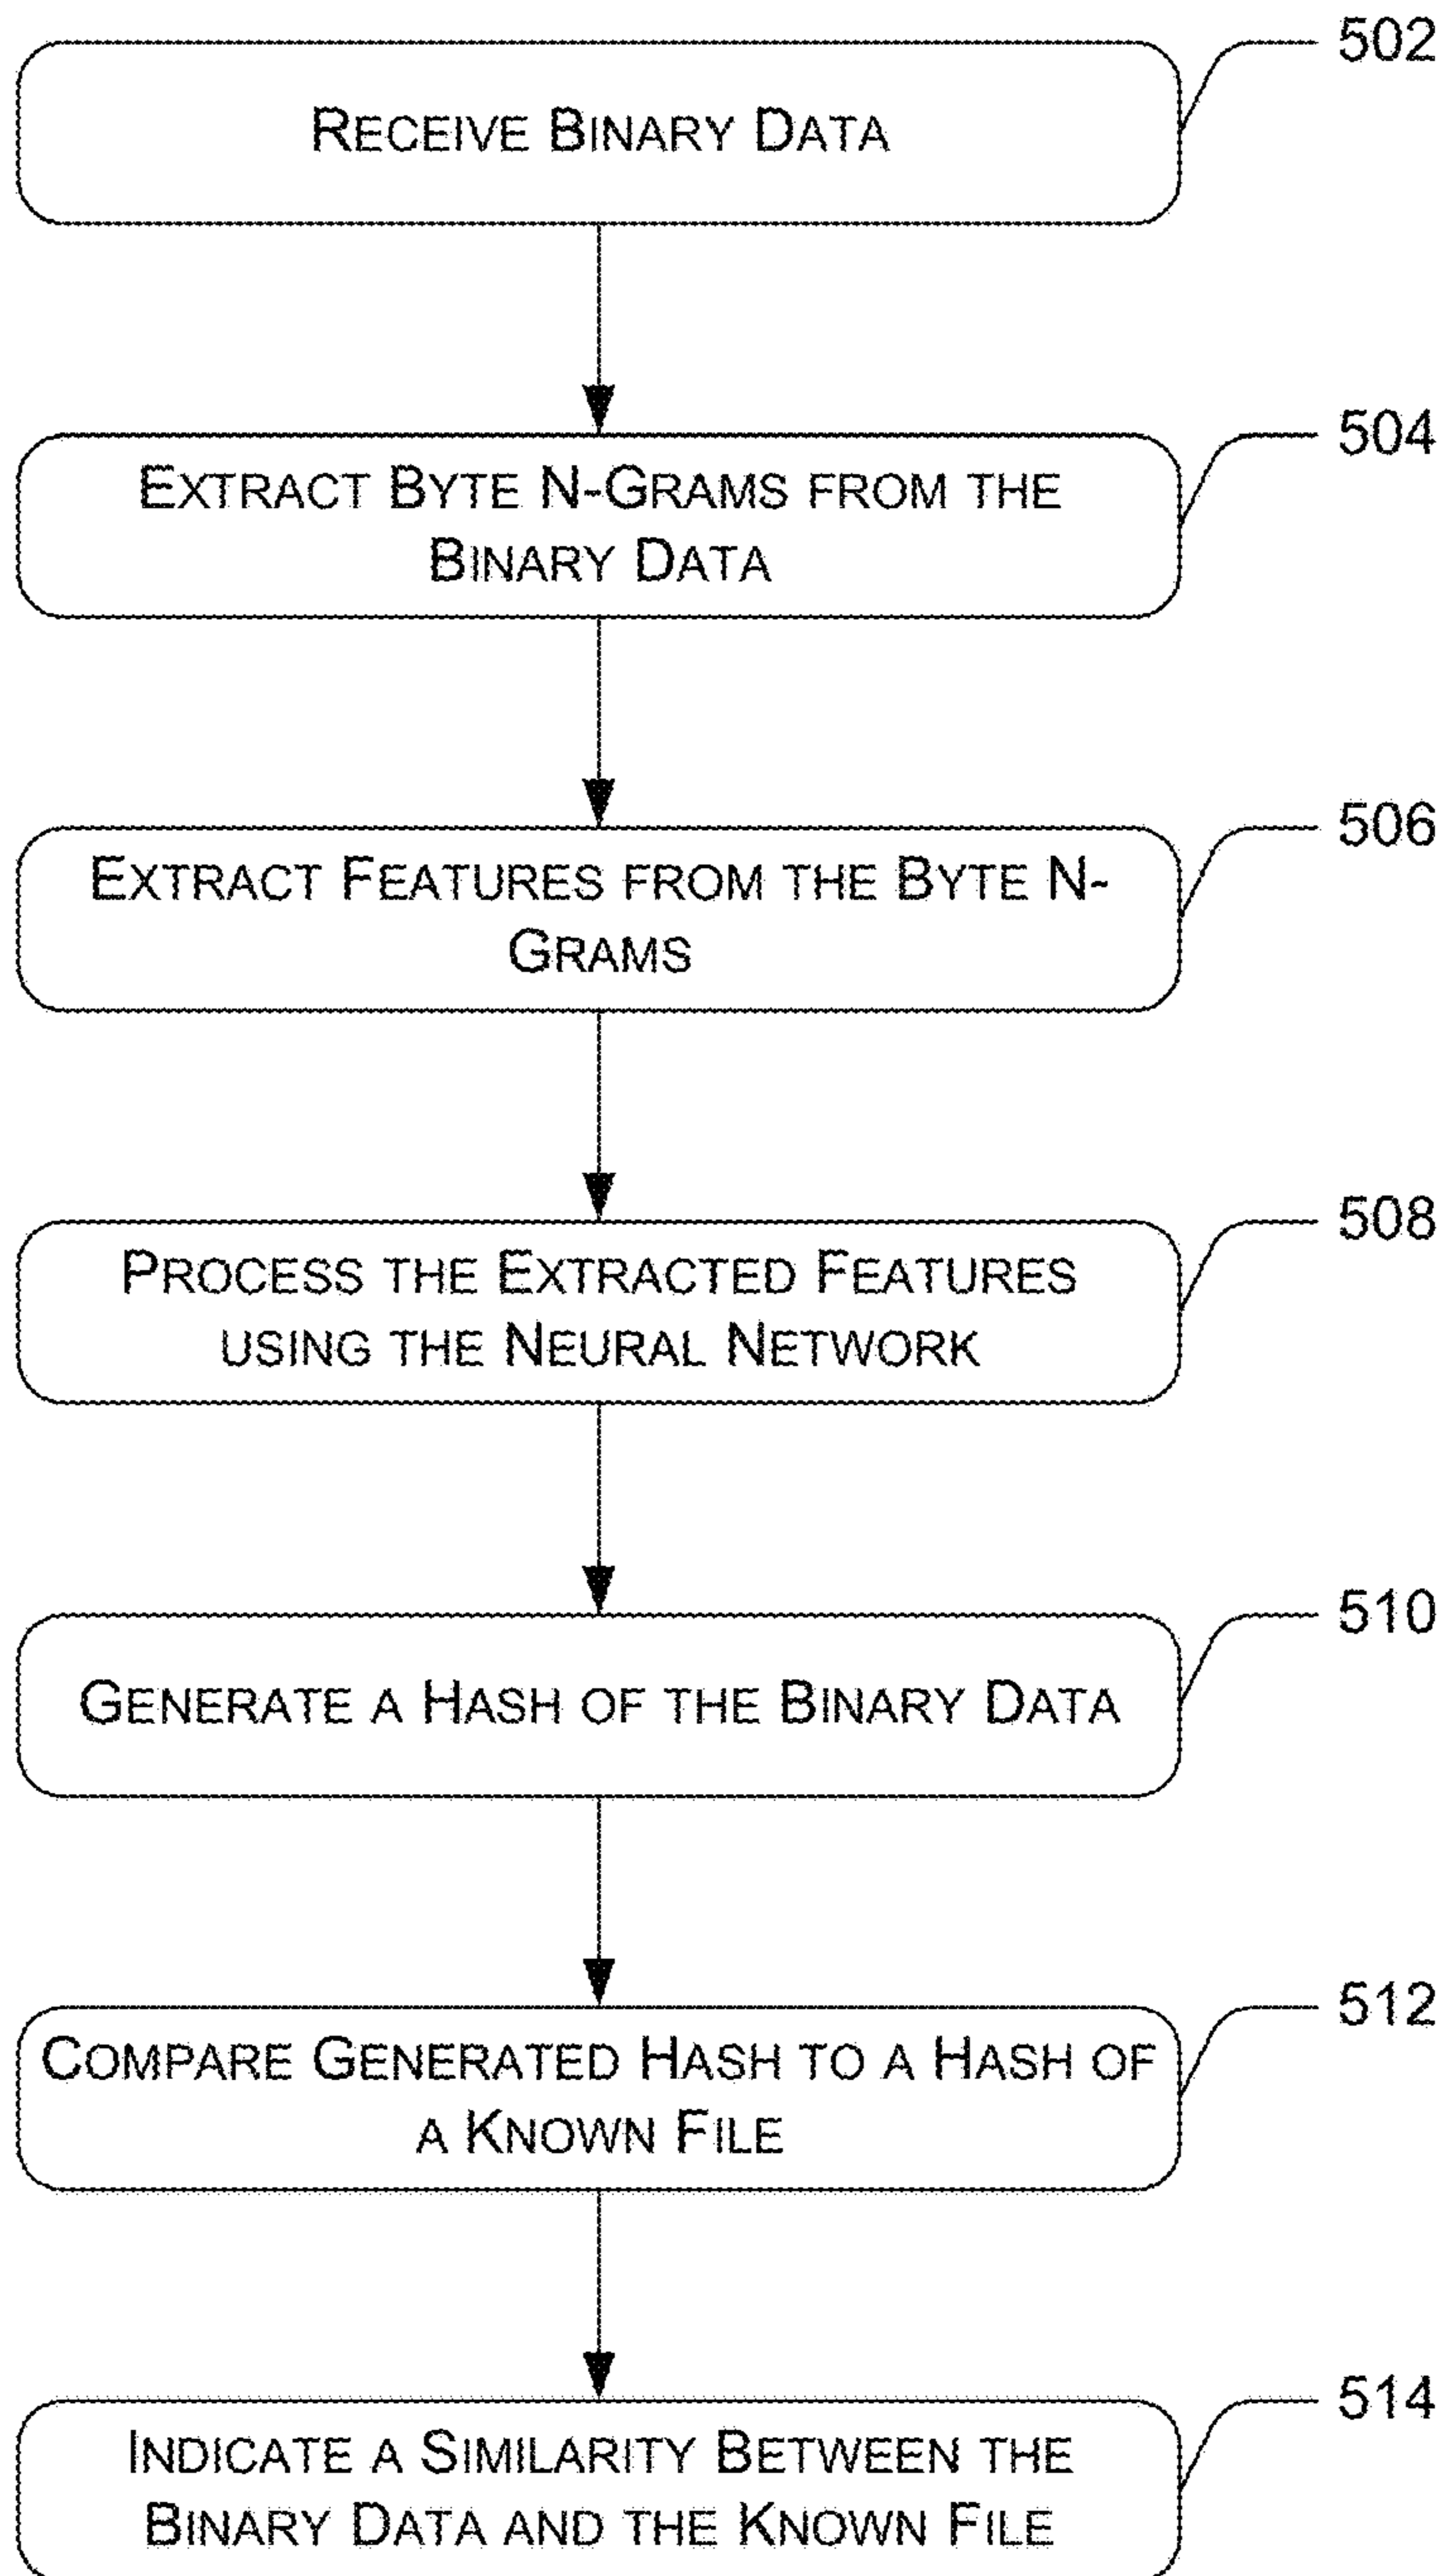 502
RECEIVE BINARY DATA
504
EXTRACT BYTE N-GRAMS FROM THE
BINARY DATA
506
EXTRACT FEATURES FROM THE BYTE N-
GRAMS
508
PROCESS THE EXTRACTED FEATURES
USING THE NEURAL NETWORK
510
GENERATE A HASH OF THE BINARY DATA
512
COMPARE GENERATED HASH TO A HASH OF
A KNOWN FILE
514
INDICATE A SIMILARITY BETWEEN THE
BINARY DATA AND THE KNOWN FILE